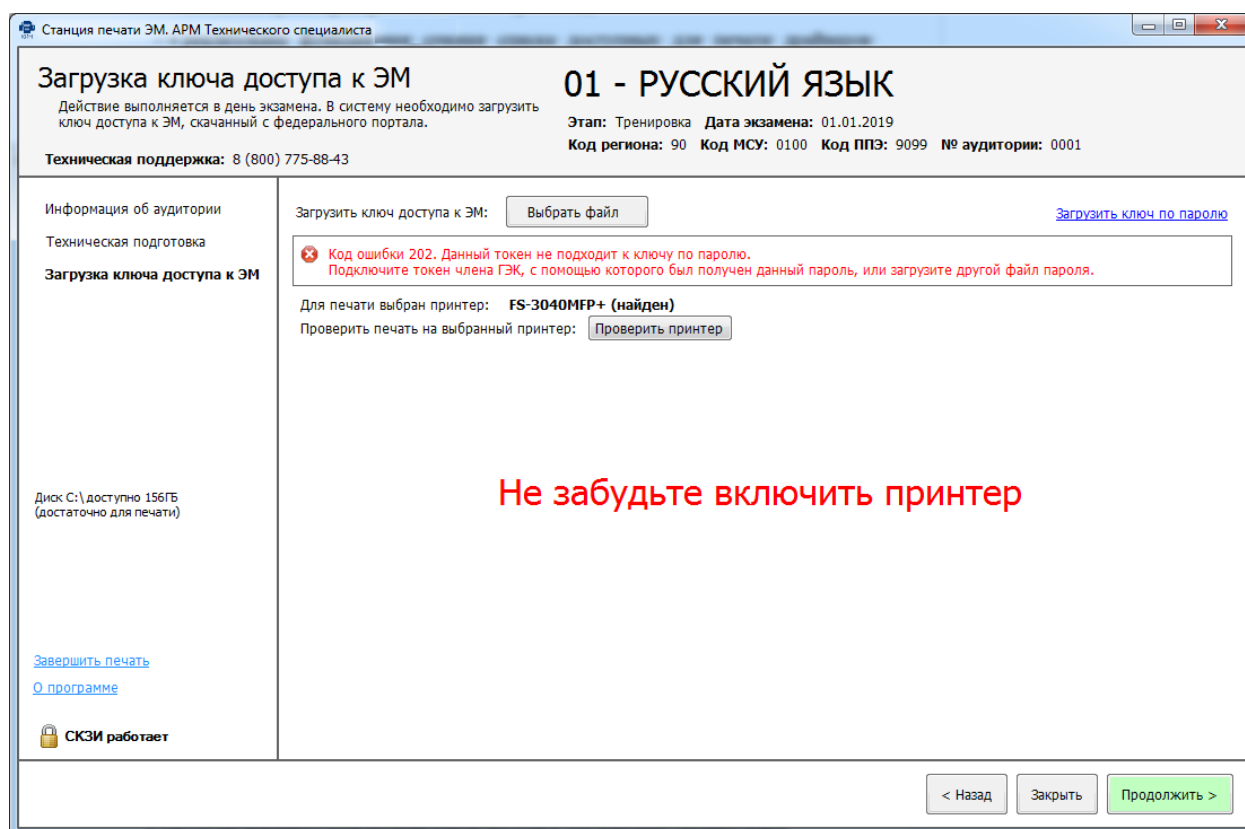 Станция печати ЭМ. АРМ Технического специалиста
Загрузка ключа доступа к ЭМ
Действие выполняется в день экзамена. В систему необходимо загрузить
ключ доступа к ЭМ, скачанный с федерального портала.
Техническая поддержка: 8 (800) 775-88-43
01 - РУССКИЙ ЯЗЫК
Этап: Тренировка Дата экзамена: 01.01.2019
Код региона: 90 Код МСУ: 0100 Код ППЭ: 9099 № аудитории: 0001
Информация об аудитории
Техническая подготовка
Загрузка ключа доступа к ЭМ
Диск C:\ доступно 156ГБ
(достаточно для печати)
Завершить печать
О программе
СКЗИ работает
Загрузить ключ доступа к ЭМ: Выбрать файл Загрузить ключ по паролю
Код ошибки 202. Данный токен не подходит к ключу по паролю.
Подключите токен члена ГЭК, с помощью которого был получен данный пароль, или загрузите другой файл пароля.
Для печати выбран принтер: FS-3040MFP+ (найден)
Проверить печать на выбранный принтер: Проверить принтер
Не забудьте включить принтер
< Назад Закрыть Продолжить >